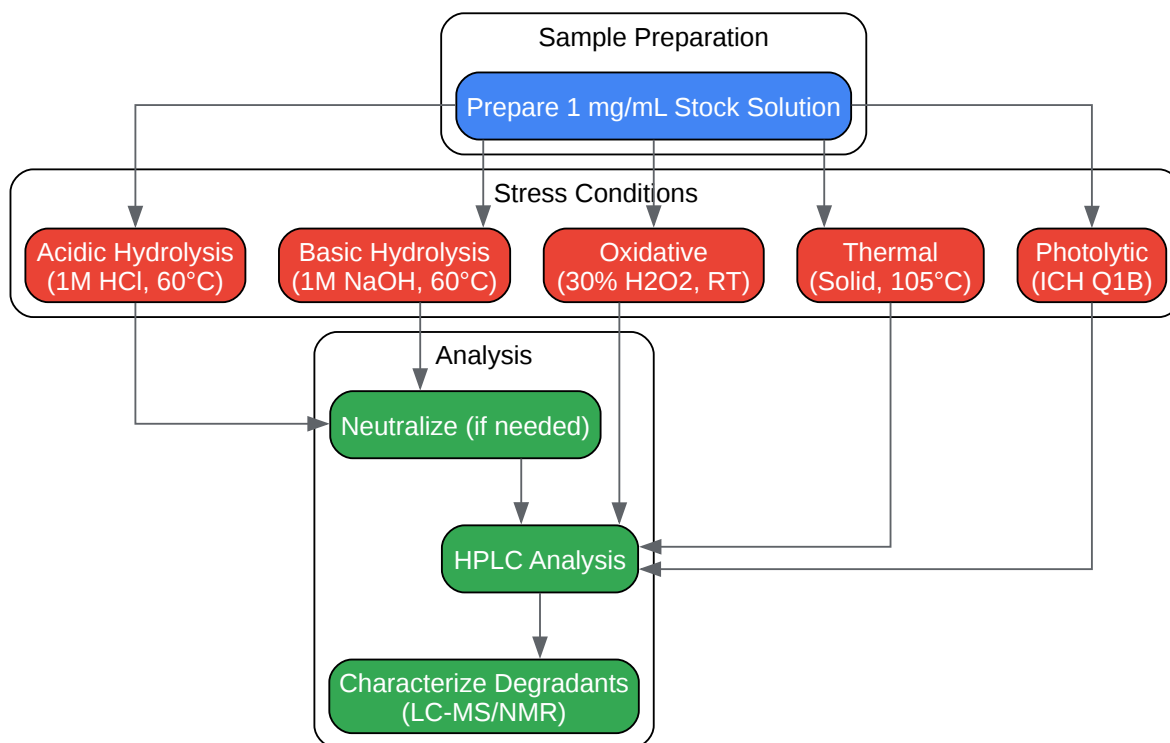 Sample Preparation
Prepare 1 mg/mL Stock Solution
Stress Conditions
Acidic Hydrolysis
(1M HCl, 60°C)
Basic Hydrolysis
(1M NaOH, 60°C)
Oxidative
(30% H2O2, RT)
Thermal
(Solid, 105°C)
Photolytic
(ICH Q1B)
Analysis
Neutralize (if needed)
HPLC Analysis
Characterize Degradants
(LC-MS/NMR)